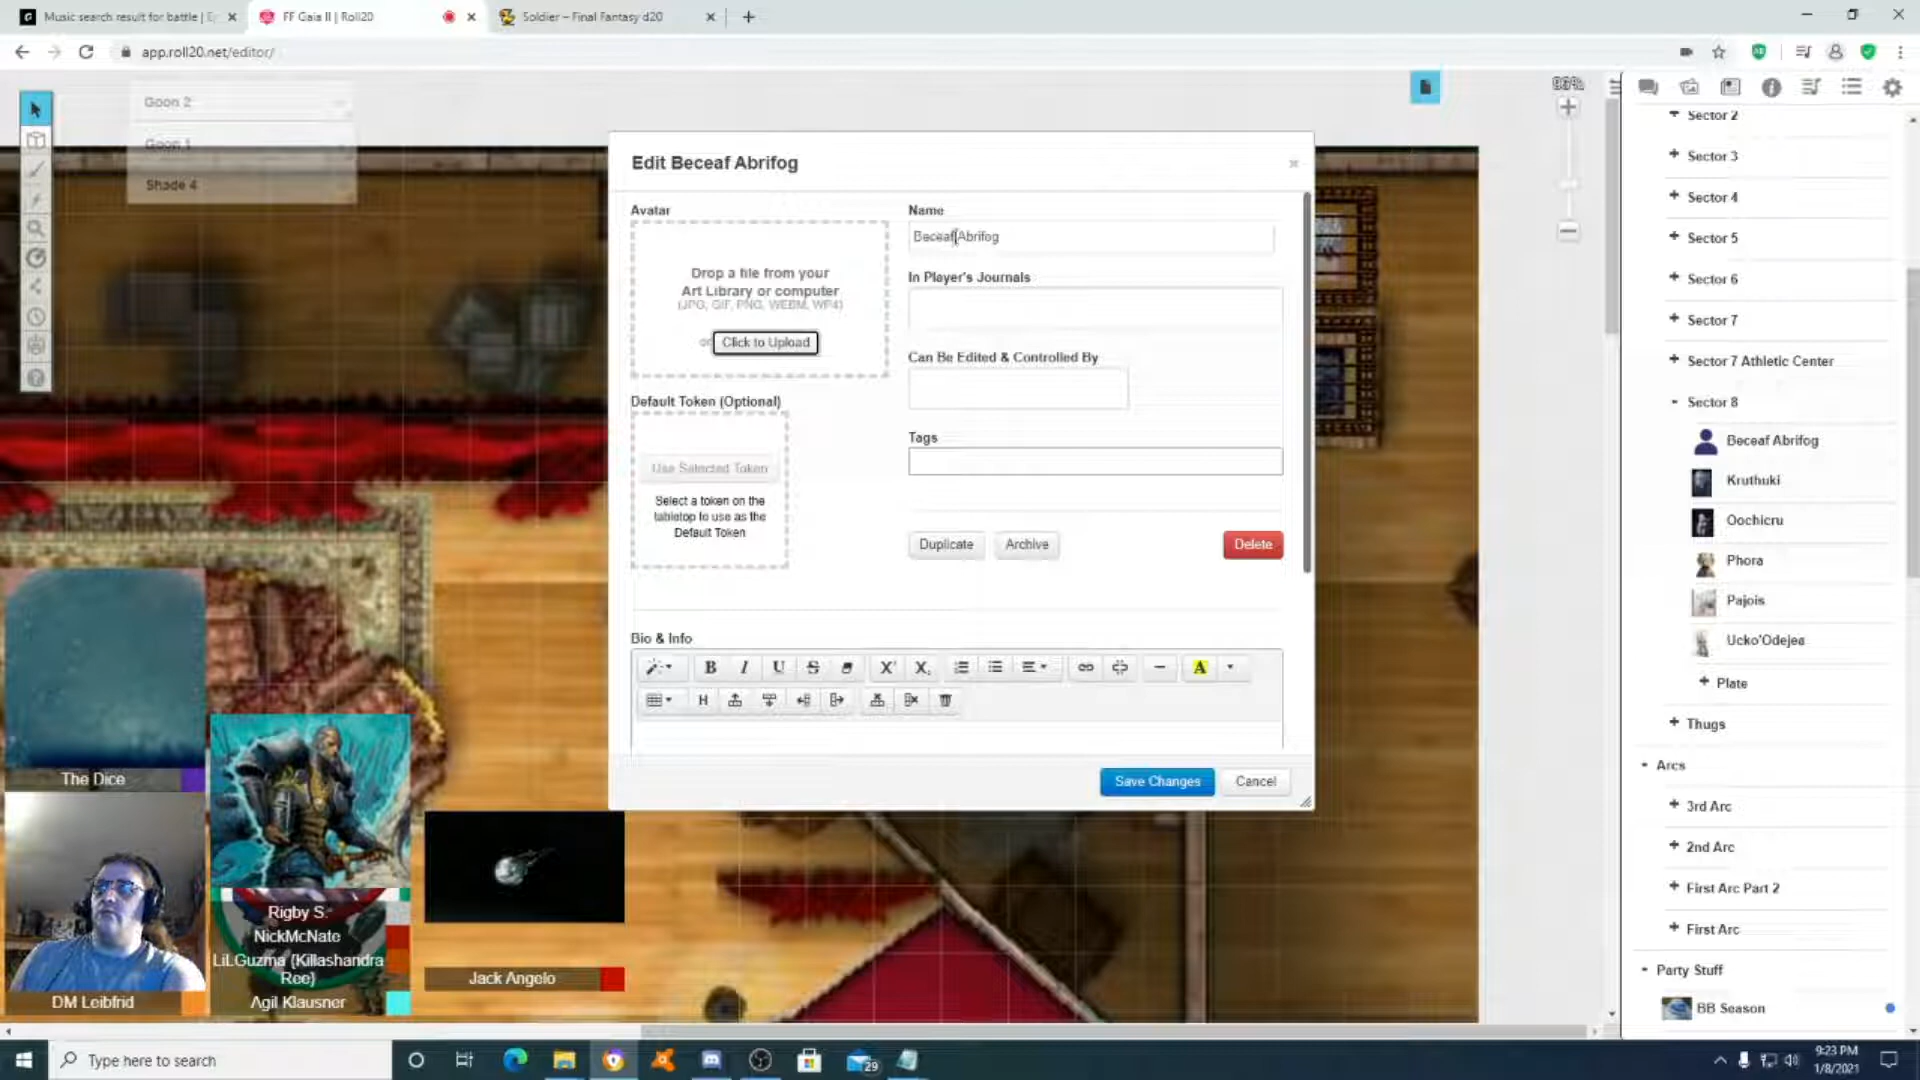 Music search result for battle | E
FF Gaia II | Roll20
Soldier – Final Fantasy d20
app.roll20.net/editor/
Goon 2
Goon 1
Shade 4
Edit Beceaf Abrifog
Avatar
Drop a file from your
Art Library or computer
(JPG, GIF, PNG, WEBM, WP4)
or Click to Upload
Default Token (Optional)
Use Selected Token
Select a token on the
tabletop to use as the
Default Token
Name
Beceaf Abrifog
In Player's Journals
Can Be Edited & Controlled By
Tags
Duplicate
Archive
Delete
Bio & Info
Save Changes
Cancel
Sector 2
Sector 3
Sector 4
Sector 5
Sector 6
Sector 7
Sector 7 Athletic Center
Sector 8
Beceaf Abrifog
Kruthuki
Oochicru
Phora
Pajois
Ucko'Odejea
Plate
Thugs
Arcs
3rd Arc
2nd Arc
First Arc Part 2
First Arc
Party Stuff
BB Season
The Dice
DM Leibfrid
Rigby S.
NickMcNate
LiLGuzma (Killashandra
Ree)
Agil Klausner
Jack Angelo
Type here to search
29
9:23 PM
1/8/2021